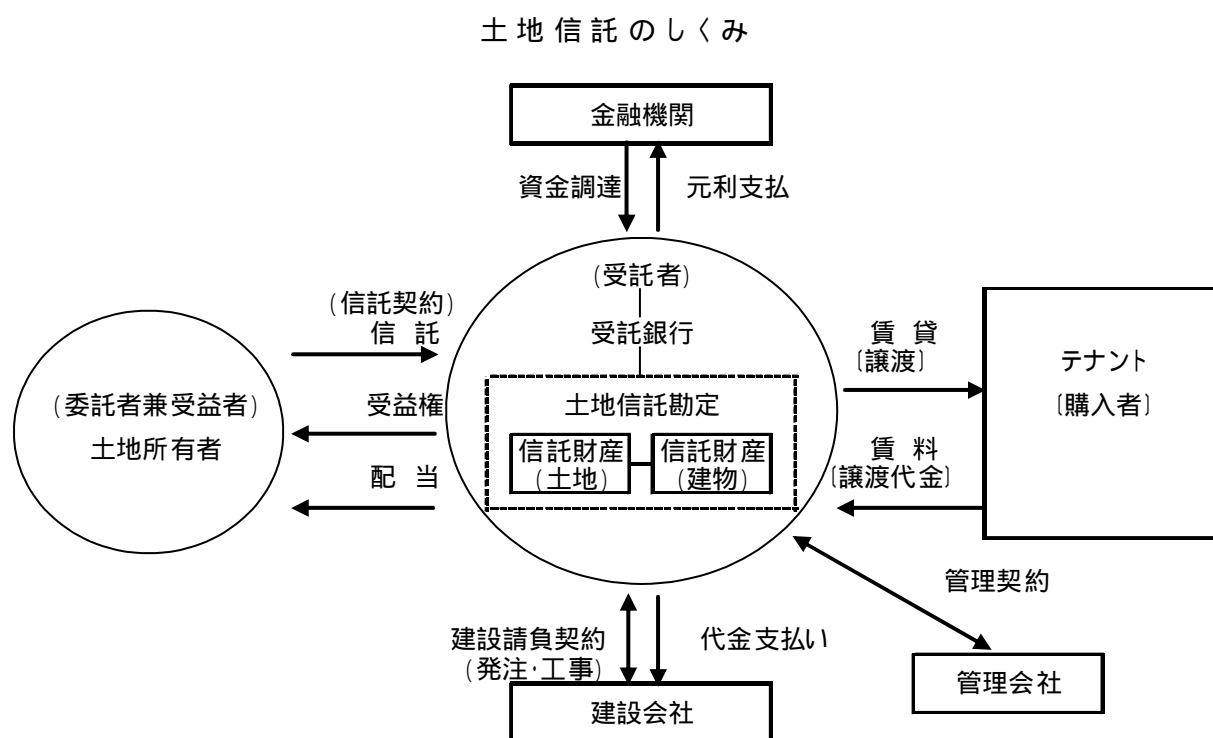 土地信託のしくみ
金融機関
資金調達
元利支払
(受託者)
受託銀行
(信託契約)
信 託
受益権
配 当
(委託者兼受益者)
土地所有者
土地信託勘定
信託財産
(土地)
信託財産
(建物)
賃 貸
〔譲渡〕
賃 料
〔譲渡代金〕
テナント
〔購入者〕
管理契約
管理会社
建設請負契約
(発注・工事)
代金支払い
建設会社